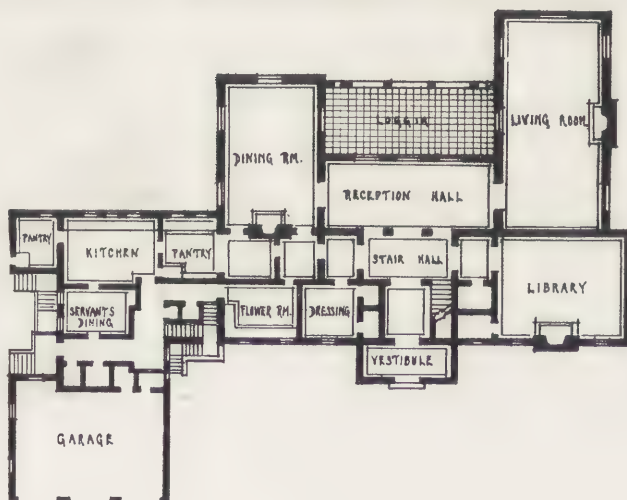 LOGGIA
LIVING ROOM
DINING RM.
RECEPTION HALL
PANTRY
KITCHEN
PANTRY
STAIR HALL
LIBRARY
SERVANTS
DINING
FLOWER RM.
DRESSING
VESTIBULE
GARAGE